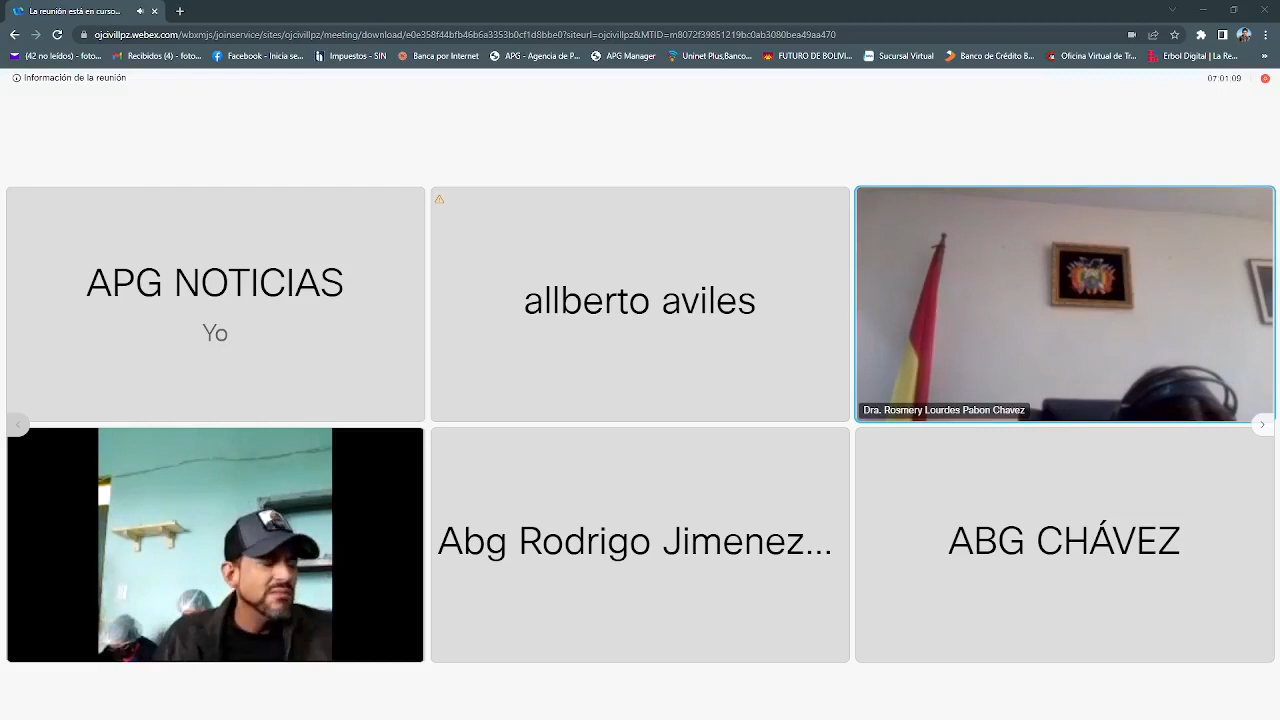 La reunión está en curso...
ojcivillpz.webex.com/wbxmjs/joinservice/sites/ojcivillpz/meeting/download/e0e358f44bfb45b6a3353b0cf1d16be0?siteurl=ojcivillpz&MTID=m8072f39851219bc0ab3080bea49aa470
(42 no leídos) - foto...
Recibidos (4) - foto...
Facebook - Inicia se...
Impuestos - SIN
Banca por Internet
APG - Agencia de P...
APG Manager
Uninet Plus,Banco...
FUTURO DE BOLIVI...
Sucursal Virtual
Banco de Crédito B...
Oficina Virtual de Tr...
Erbol Digital | La Re...
»
Información de la reunión
07:01:09
APG NOTICIAS
Yo
allberto aviles
Dra. Rosmery Lourdes Pabon Chavez
Abg Rodrigo Jimenez...
ABG CHÁVEZ